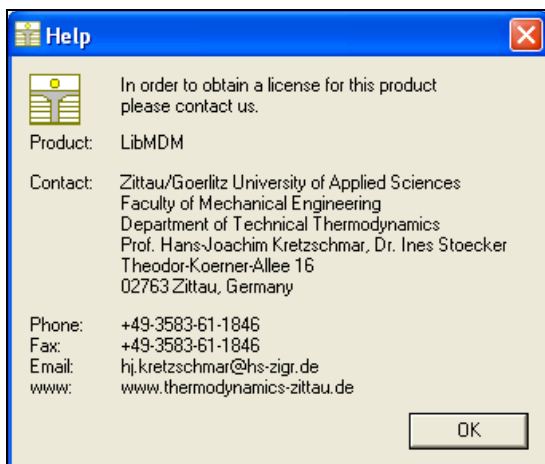 Help
In order to obtain a license for this product
please contact us.
Product: LibMDM
Contact: Zittau/Goerlitz University of Applied Sciences
Faculty of Mechanical Engineering
Department of Technical Thermodynamics
Prof. Hans-Joachim Kretzschmar, Dr. Ines Stoecker
Theodor-Koerner-Allee 16
02763 Zittau, Germany
Phone: +49-3583-61-1846
Fax: +49-3583-61-1846
Email: hj.kretzschmar@hs-zigr.de
www: www.thermodynamics-zittau.de
OK